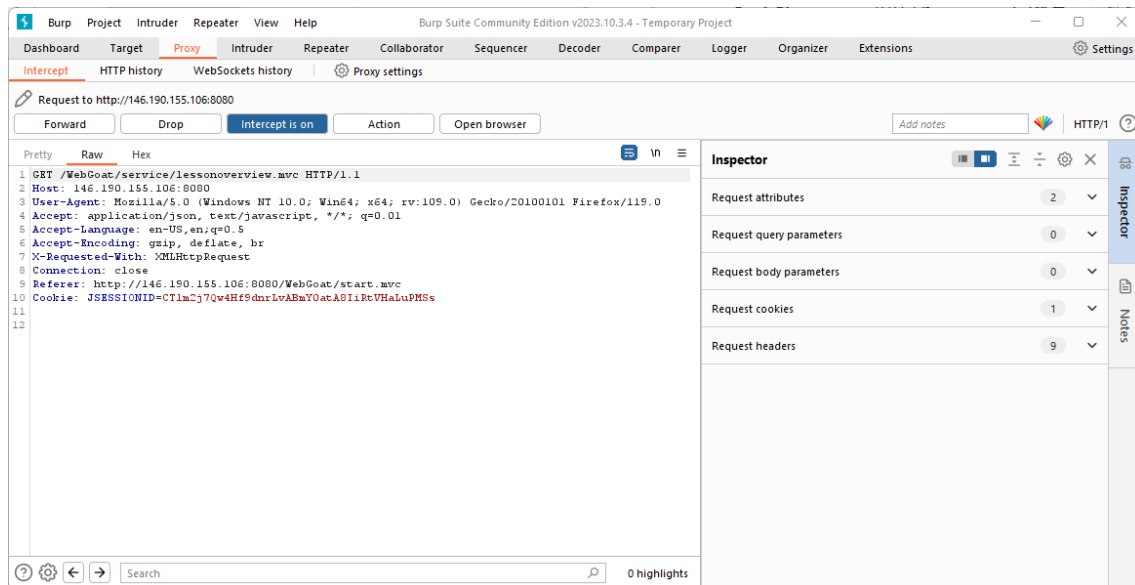 Burp Project Intruder Repeater View Help Burp Suite Community Edition v2023.10.3.4 - Temporary Project
Dashboard Target Proxy Intruder Repeater Collaborator Sequencer Decoder Comparer Logger Organizer Extensions Settings
Intercept HTTP history WebSockets history Proxy settings
Request to http://146.190.155.106:8080
Forward Drop Intercept is on Action Open browser Add notes HTTP/1 ?
Pretty Raw Hex \n
1 GET /WebGoat/service/lessonoverview.mvc HTTP/1.1
2 Host: 146.190.155.106:8080
3 User-Agent: Mozilla/5.0 (Windows NT 10.0; Win64; x64; rv:109.0) Gecko/20100101 Firefox/119.0
4 Accept: application/json, text/javascript, */*; q=0.01
5 Accept-Language: en-US,en;q=0.5
6 Accept-Encoding: gzip, deflate, br
7 X-Requested-With: XMLHttpRequest
8 Connection: close
9 Referer: http://146.190.155.106:8080/WebGoat/start.mvc
10 Cookie: JSESSIONID=CTlm2j7Qw4Hf9dnrLvABmYOatA8IiRtVHaLuPMSs
11
12
Inspector
Request attributes 2
Request query parameters 0
Request body parameters 0
Request cookies 1
Request headers 9
Inspector
Notes
? Search 0 highlights